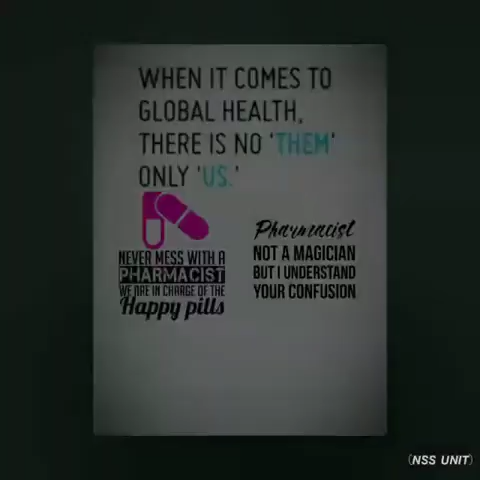 WHEN IT COMES TO
GLOBAL HEALTH,
THERE IS NO 'THEM'
ONLY 'US.'
NEVER MESS WITH A
PHARMACIST
WE ARE IN CHARGE OF THE
Happy pills
Pharmacist
NOT A MAGICIAN
BUT I UNDERSTAND
YOUR CONFUSION
(NSS UNIT)